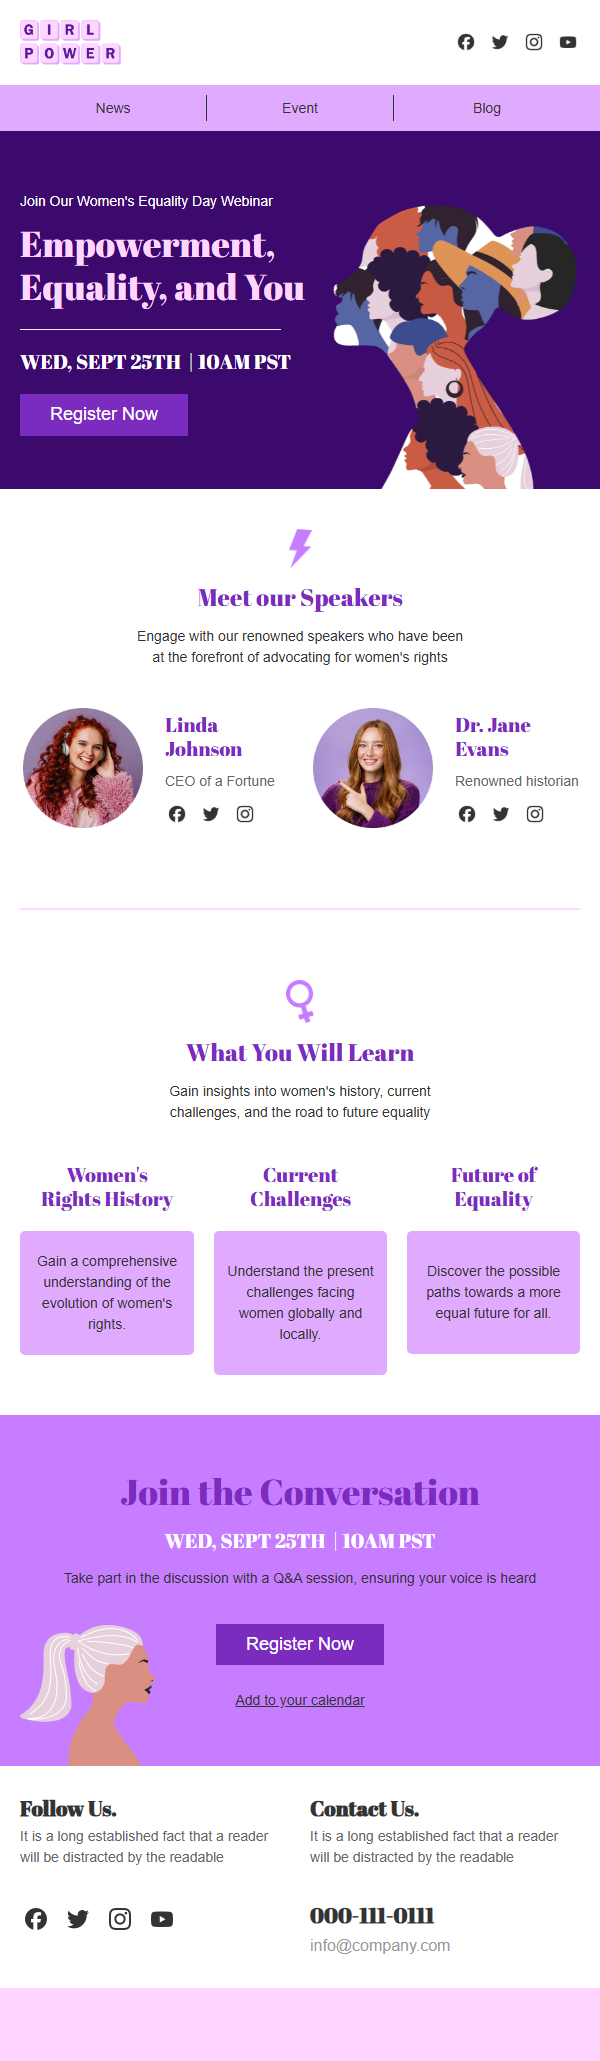 GIRL
POWER
News
Event
Blog
Join Our Women's Equality Day Webinar
Empowerment,
Equality, and You
WED, SEPT 25TH | 10AM PST
Register Now
Meet our Speakers
Engage with our renowned speakers who have been
at the forefront of advocating for women's rights
Linda
Johnson
CEO of a Fortune
Dr. Jane
Evans
Renowned historian
What You Will Learn
Gain insights into women's history, current
challenges, and the road to future equality
Women's
Rights History
Gain a comprehensive
understanding of the
evolution of women's
rights.
Current
Challenges
Understand the present
challenges facing
women globally and
locally.
Future of
Equality
Discover the possible
paths towards a more
equal future for all.
Join the Conversation
WED, SEPT 25TH | 10AM PST
Take part in the discussion with a Q&A session, ensuring your voice is heard
Register Now
Add to your calendar
Follow Us.
It is a long established fact that a reader
will be distracted by the readable
Contact Us.
It is a long established fact that a reader
will be distracted by the readable
000-111-0111
info@company.com